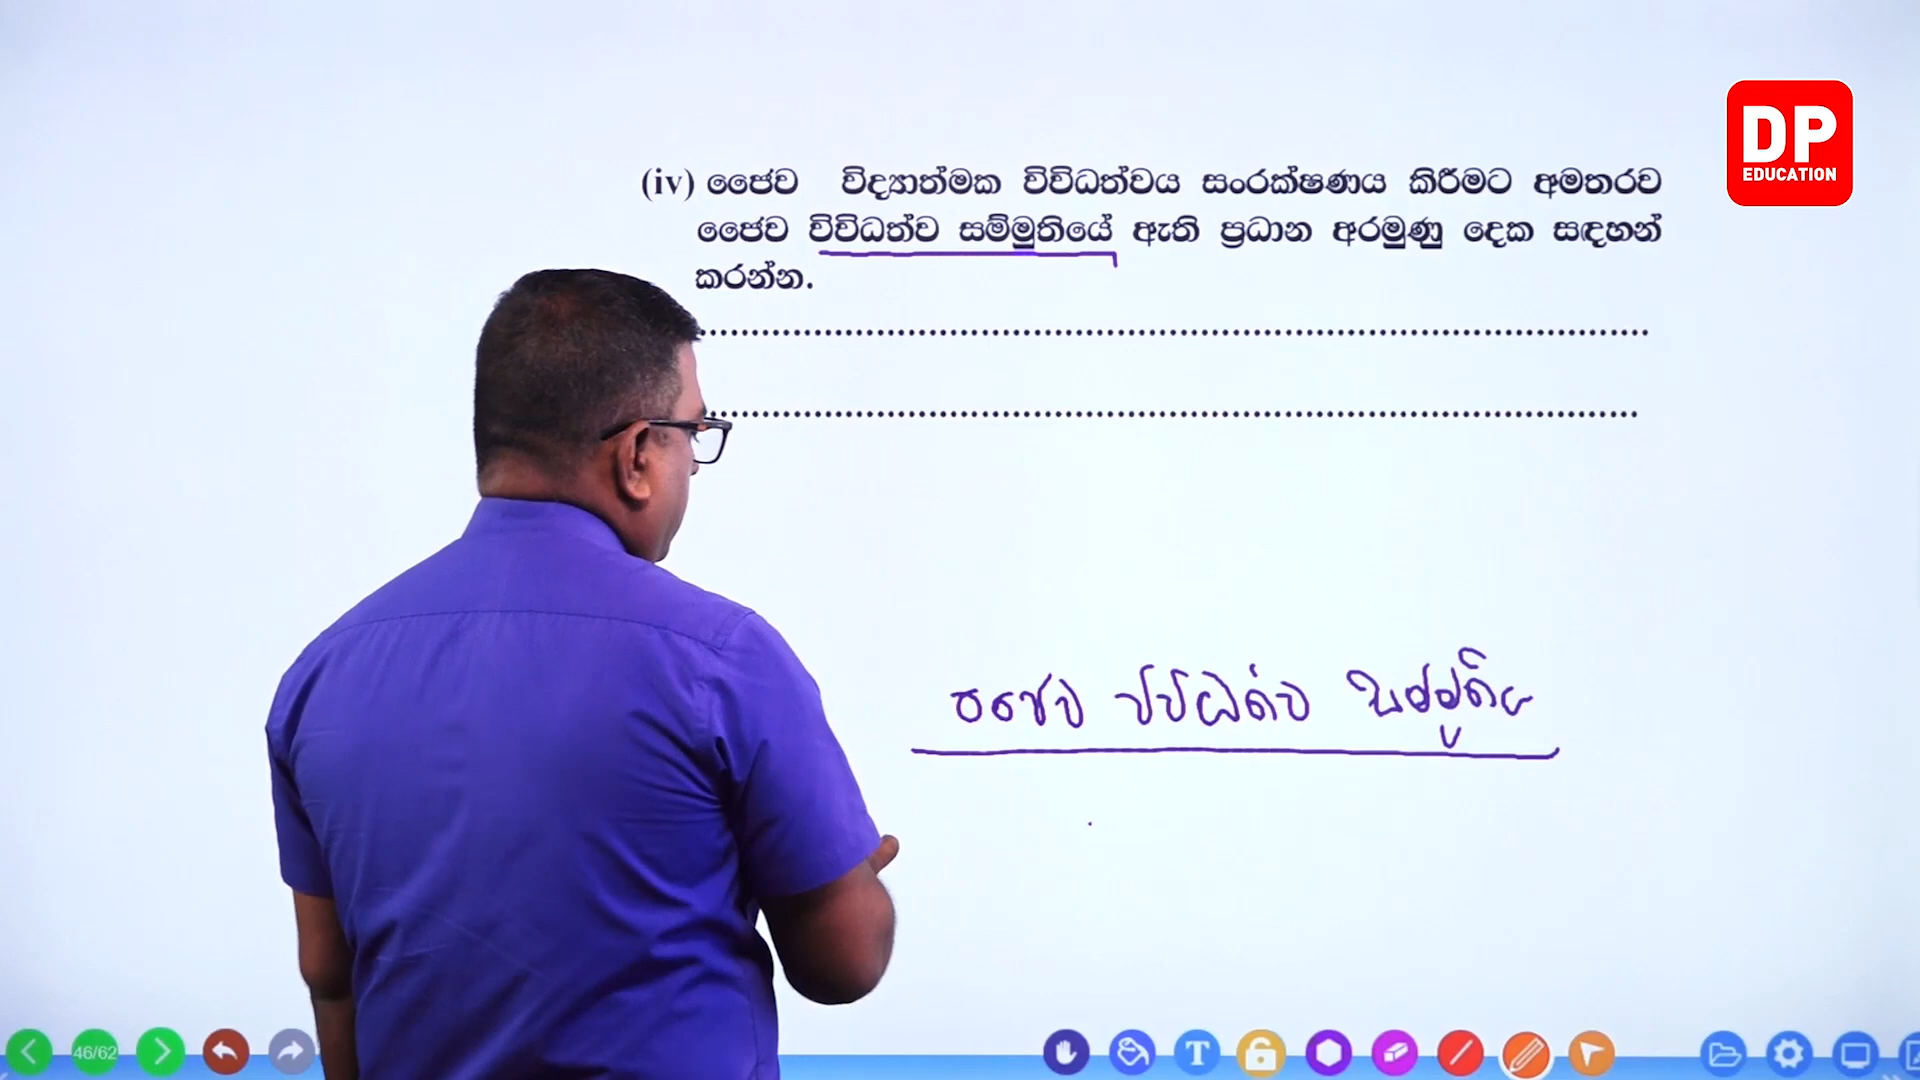 DP
EDUCATION
(iv) ජෛව විද්‍යාත්මක විවිධත්වය සංරක්ෂණය කිරීමට අමතරව
ජෛව විවිධත්ව සම්මුතියේ ඇති ප්‍රධාන අරමුණු දෙක සඳහන්
කරන්න.
ජෛව විවිධත්ව සම්මුතිය
46/62
T